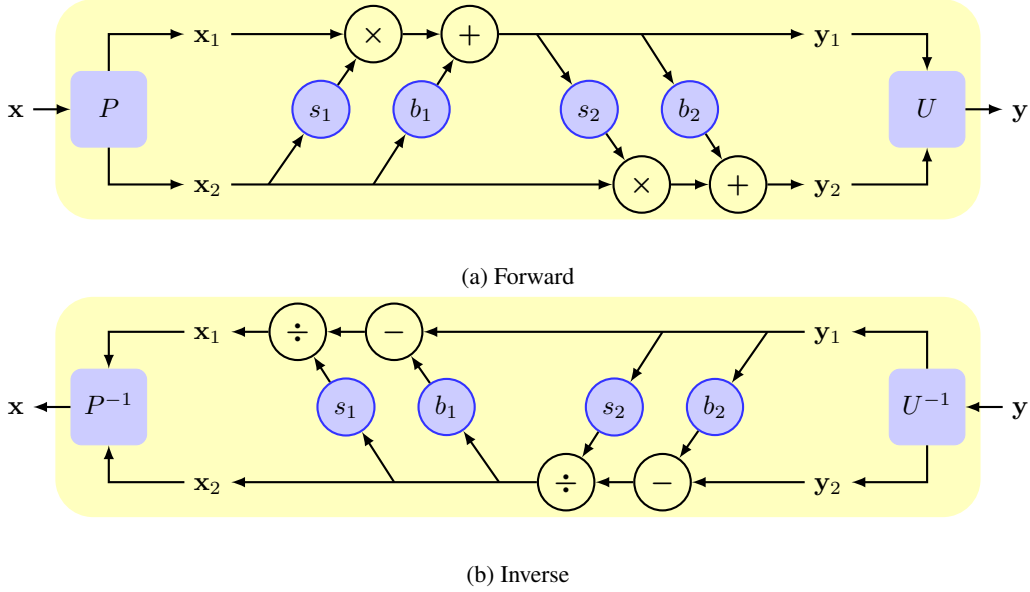 x₁ × + y₁
x P s₁ b₁ s₂ b₂ U y
x₂ × + y₂
(a) Forward
x₁ ÷ − y₁
x P⁻¹ s₁ b₁ s₂ b₂ U⁻¹ y
x₂ ÷ − y₂
(b) Inverse